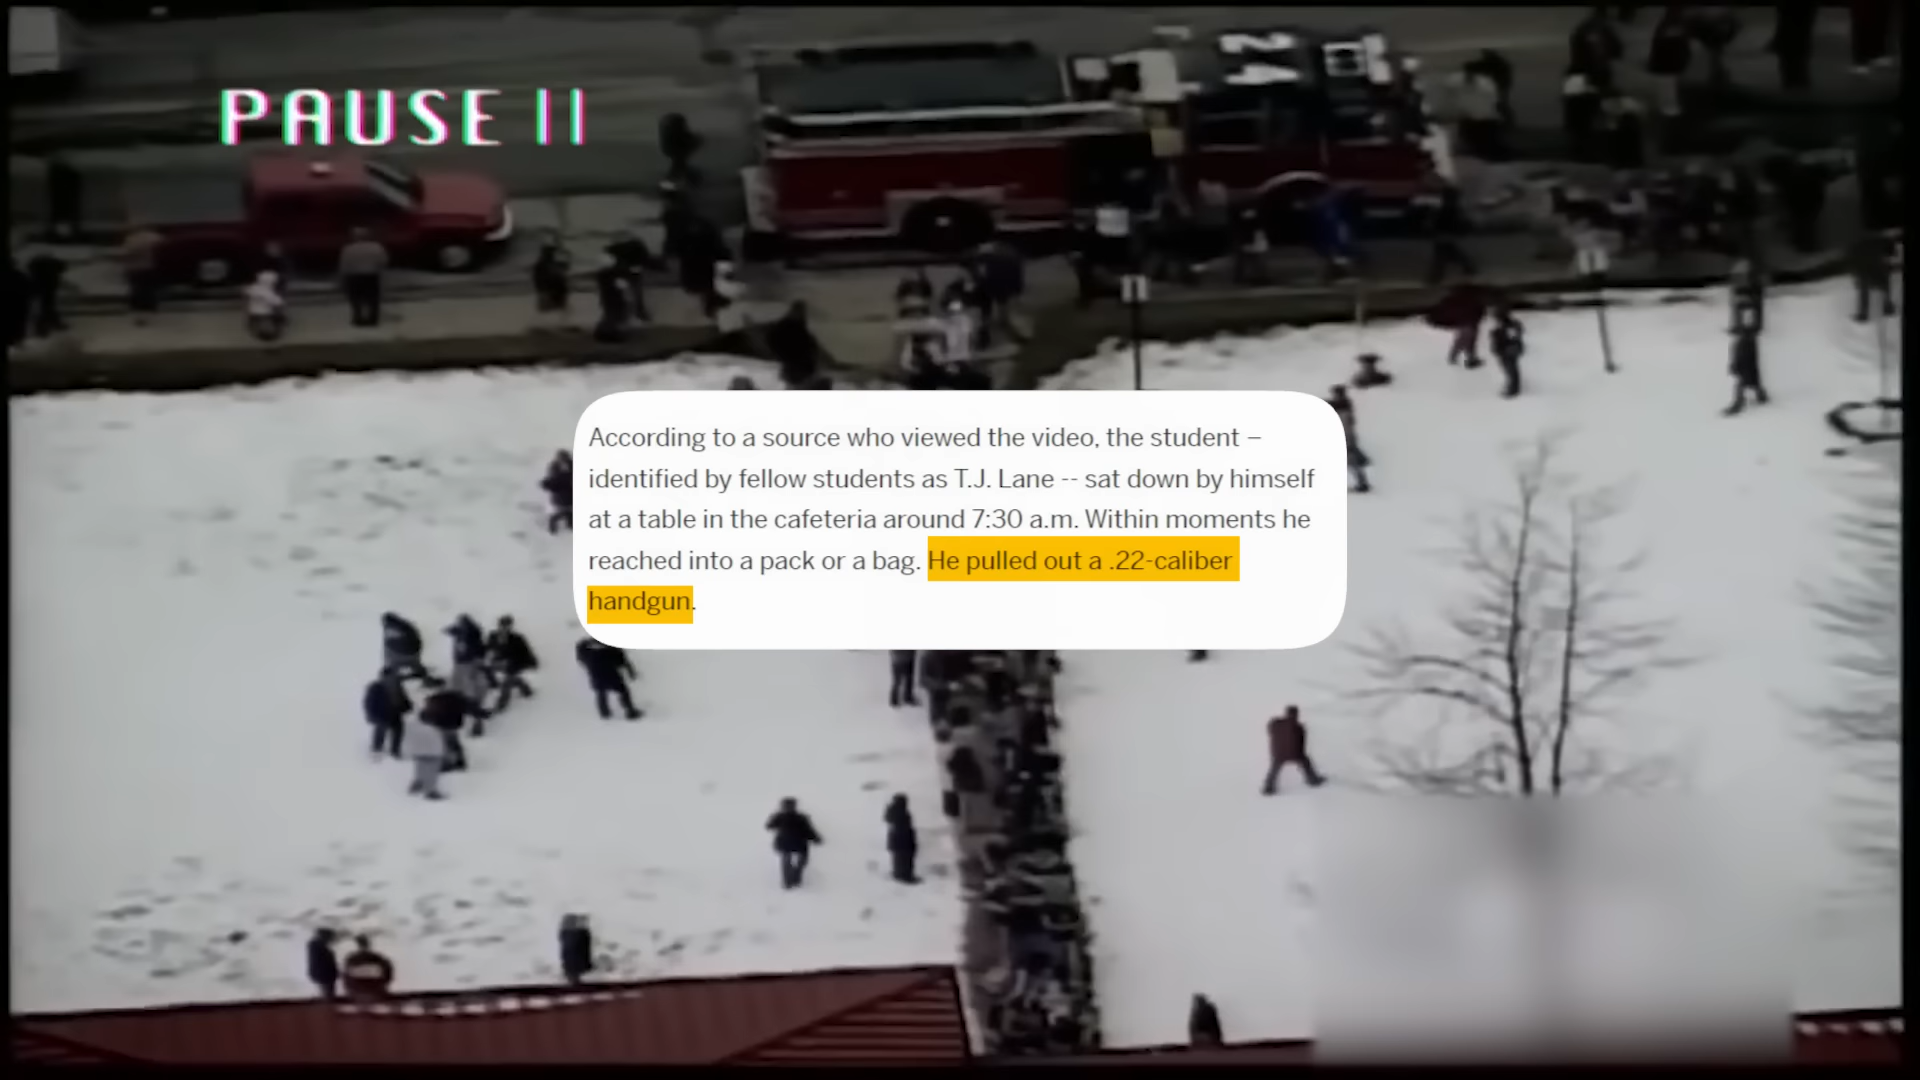 PAUSE II
According to a source who viewed the video, the student –
identified by fellow students as T.J. Lane -- sat down by himself
at a table in the cafeteria around 7:30 a.m. Within moments he
reached into a pack or a bag. He pulled out a .22-caliber
handgun.